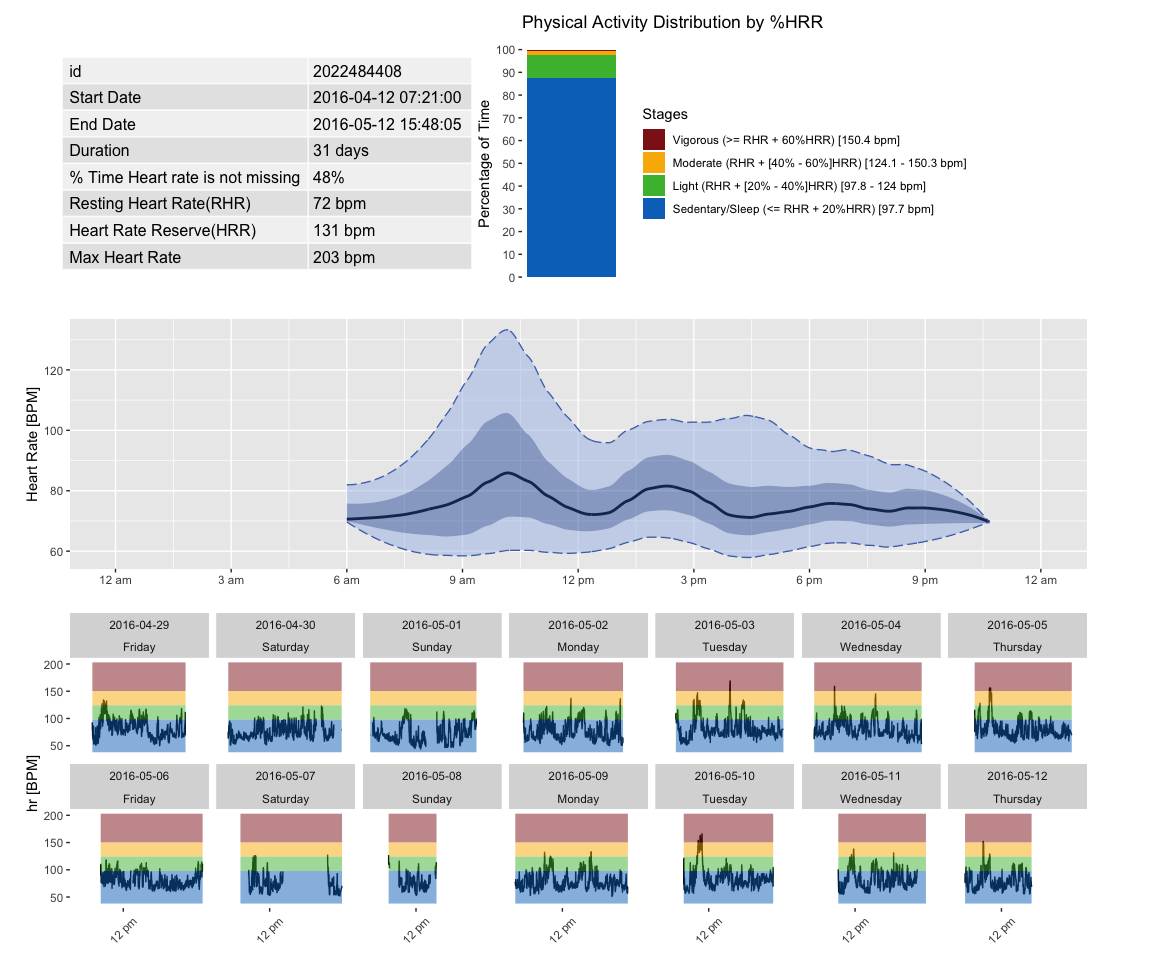 Physical Activity Distribution by %HRR
id 2022484408
Start Date 2016-04-12 07:21:00
End Date 2016-05-12 15:48:05
Duration 31 days
% Time Heart rate is not missing 48%
Resting Heart Rate(RHR) 72 bpm
Heart Rate Reserve(HRR) 131 bpm
Max Heart Rate 203 bpm
Percentage of Time
100
90
80
70
60
50
40
30
20
10
0
Stages
Vigorous (>= RHR + 60%HRR) [150.4 bpm]
Moderate (RHR + [40% - 60%]HRR) [124.1 - 150.3 bpm]
Light (RHR + [20% - 40%]HRR) [97.8 - 124 bpm]
Sedentary/Sleep (<= RHR + 20%HRR) [97.7 bpm]
Heart Rate [BPM]
120
100
80
60
12 am 3 am 6 am 9 am 12 pm 3 pm 6 pm 9 pm 12 am
hr [BPM]
2016-04-29 2016-04-30 2016-05-01 2016-05-02 2016-05-03 2016-05-04 2016-05-05
Friday Saturday Sunday Monday Tuesday Wednesday Thursday
200
150
100
50
2016-05-06 2016-05-07 2016-05-08 2016-05-09 2016-05-10 2016-05-11 2016-05-12
Friday Saturday Sunday Monday Tuesday Wednesday Thursday
200
150
100
50
12 pm 12 pm 12 pm 12 pm 12 pm 12 pm 12 pm